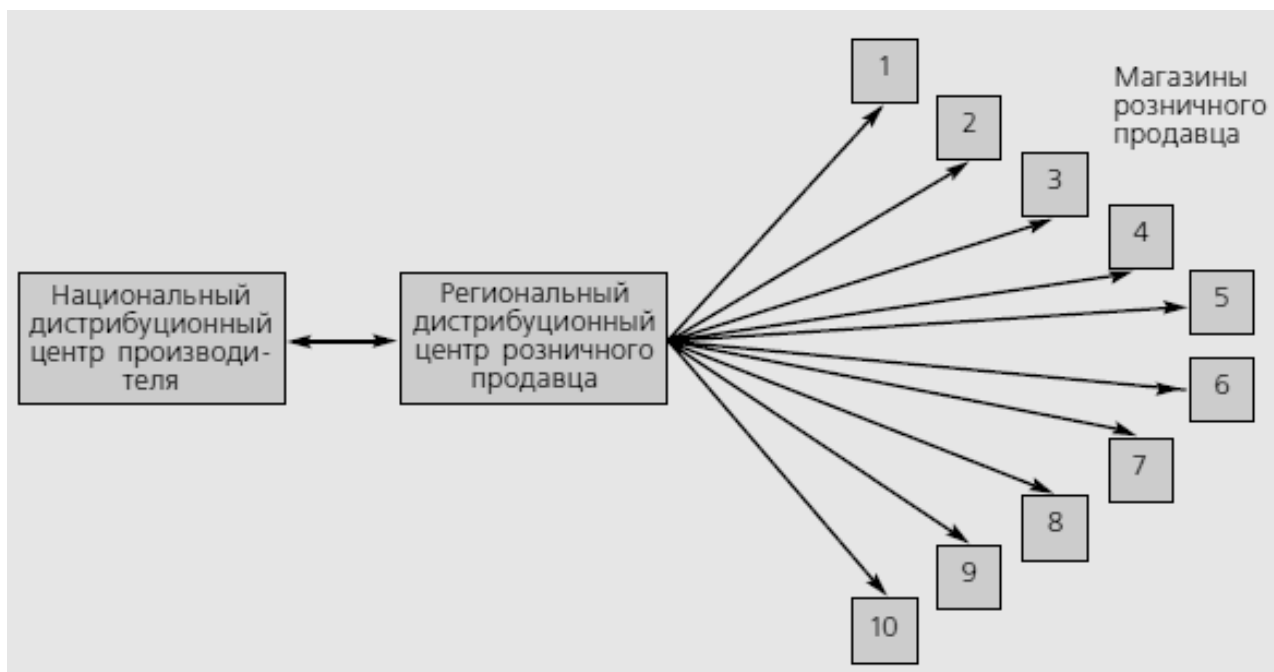 1
2
3
4
5
6
7
8
9
10
Магазины
розничного
продавца
Национальный
дистрибуционный
центр производи-
теля
Региональный
дистрибуционный
центр розничного
продавца